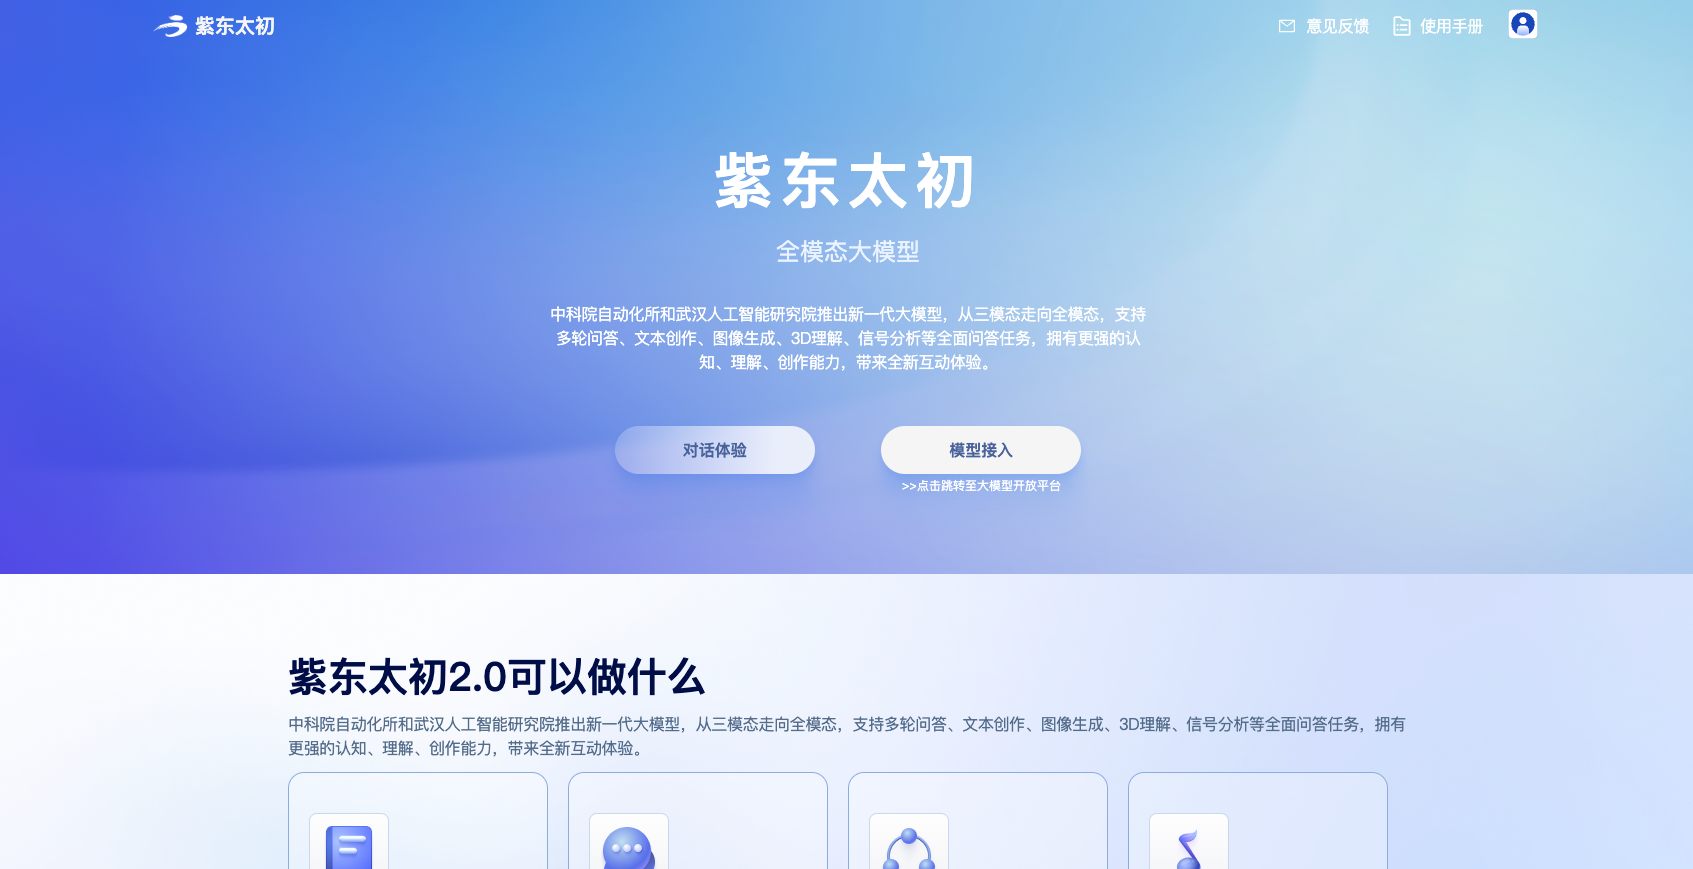 紫东太初
意见反馈
使用手册
紫东太初
全模态大模型
中科院自动化所和武汉人工智能研究院推出新一代大模型，从三模态走向全模态，支持
多轮问答、文本创作、图像生成、3D理解、信号分析等全面问答任务，拥有更强的认
知、理解、创作能力，带来全新互动体验。
对话体验
模型接入
>>点击跳转至大模型开放平台
紫东太初2.0可以做什么
中科院自动化所和武汉人工智能研究院推出新一代大模型，从三模态走向全模态，支持多轮问答、文本创作、图像生成、3D理解、信号分析等全面问答任务，拥有
更强的认知、理解、创作能力，带来全新互动体验。